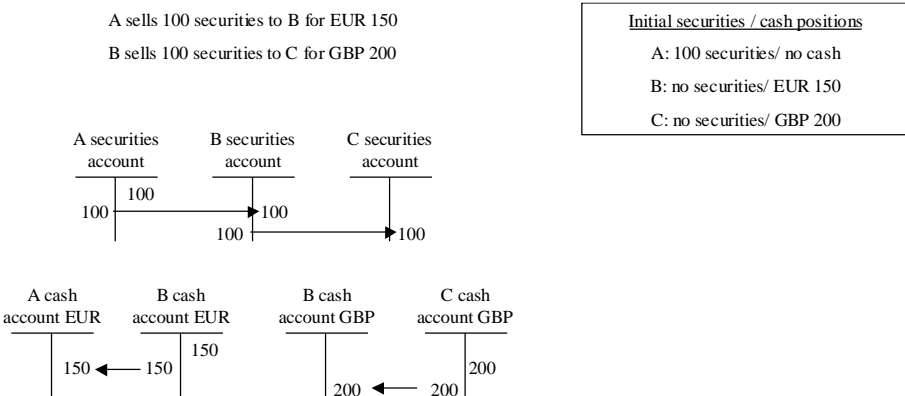 A sells 100 securities to B for EUR 150
B sells 100 securities to C for GBP 200
Initial securities / cash positions
A: 100 securities/ no cash
B: no securities/ EUR 150
C: no securities/ GBP 200
A securities
account
B securities
account
C securities
account
100
100
100
100
100
A cash
account EUR
B cash
account EUR
B cash
account GBP
C cash
account GBP
150
150
150
200
200
200